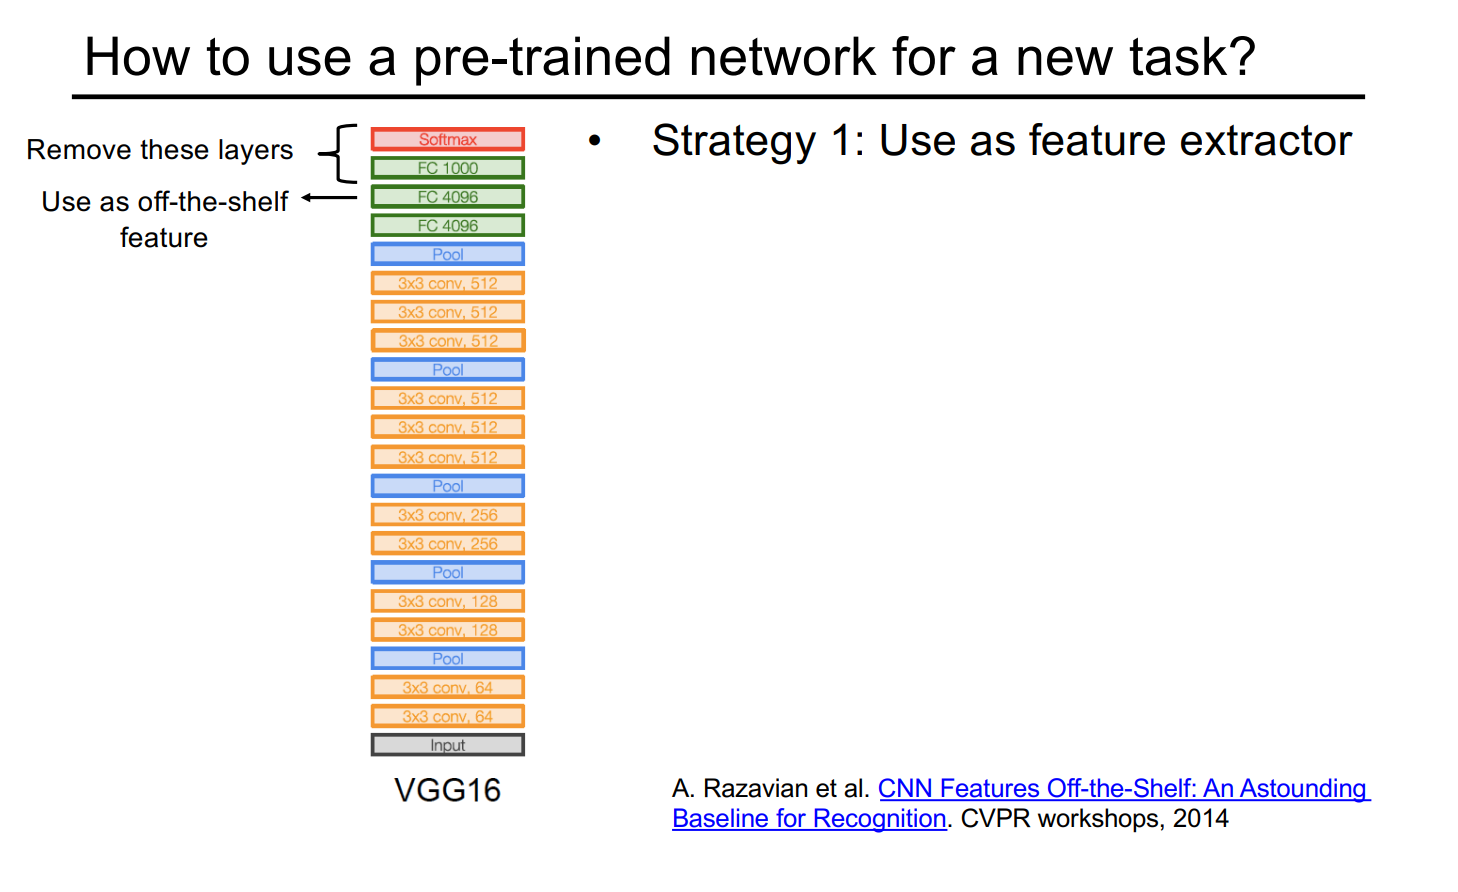 How to use a pre-trained network for a new task?
Remove these layers
Use as off-the-shelf
feature
Softmax
FC 1000
FC 4096
FC 4096
Pool
3x3 conv, 512
3x3 conv, 512
3x3 conv, 512
Pool
3x3 conv, 512
3x3 conv, 512
3x3 conv, 512
Pool
3x3 conv, 256
3x3 conv, 256
Pool
3x3 conv, 128
3x3 conv, 128
Pool
3x3 conv, 64
3x3 conv, 64
Input
VGG16
• Strategy 1: Use as feature extractor
A. Razavian et al. CNN Features Off-the-Shelf: An Astounding
Baseline for Recognition. CVPR workshops, 2014